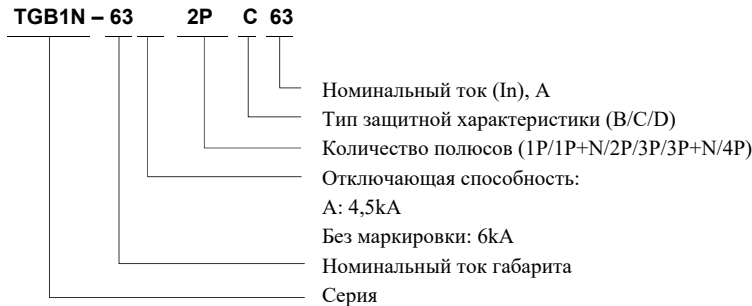 TGB1N – 63 2P C 63
Номинальный ток (In), А
Тип защитной характеристики (B/C/D)
Количество полюсов (1P/1P+N/2P/3P/3P+N/4P)
Отключающая способность:
A: 4,5kA
Без маркировки: 6kA
Номинальный ток габарита
Серия